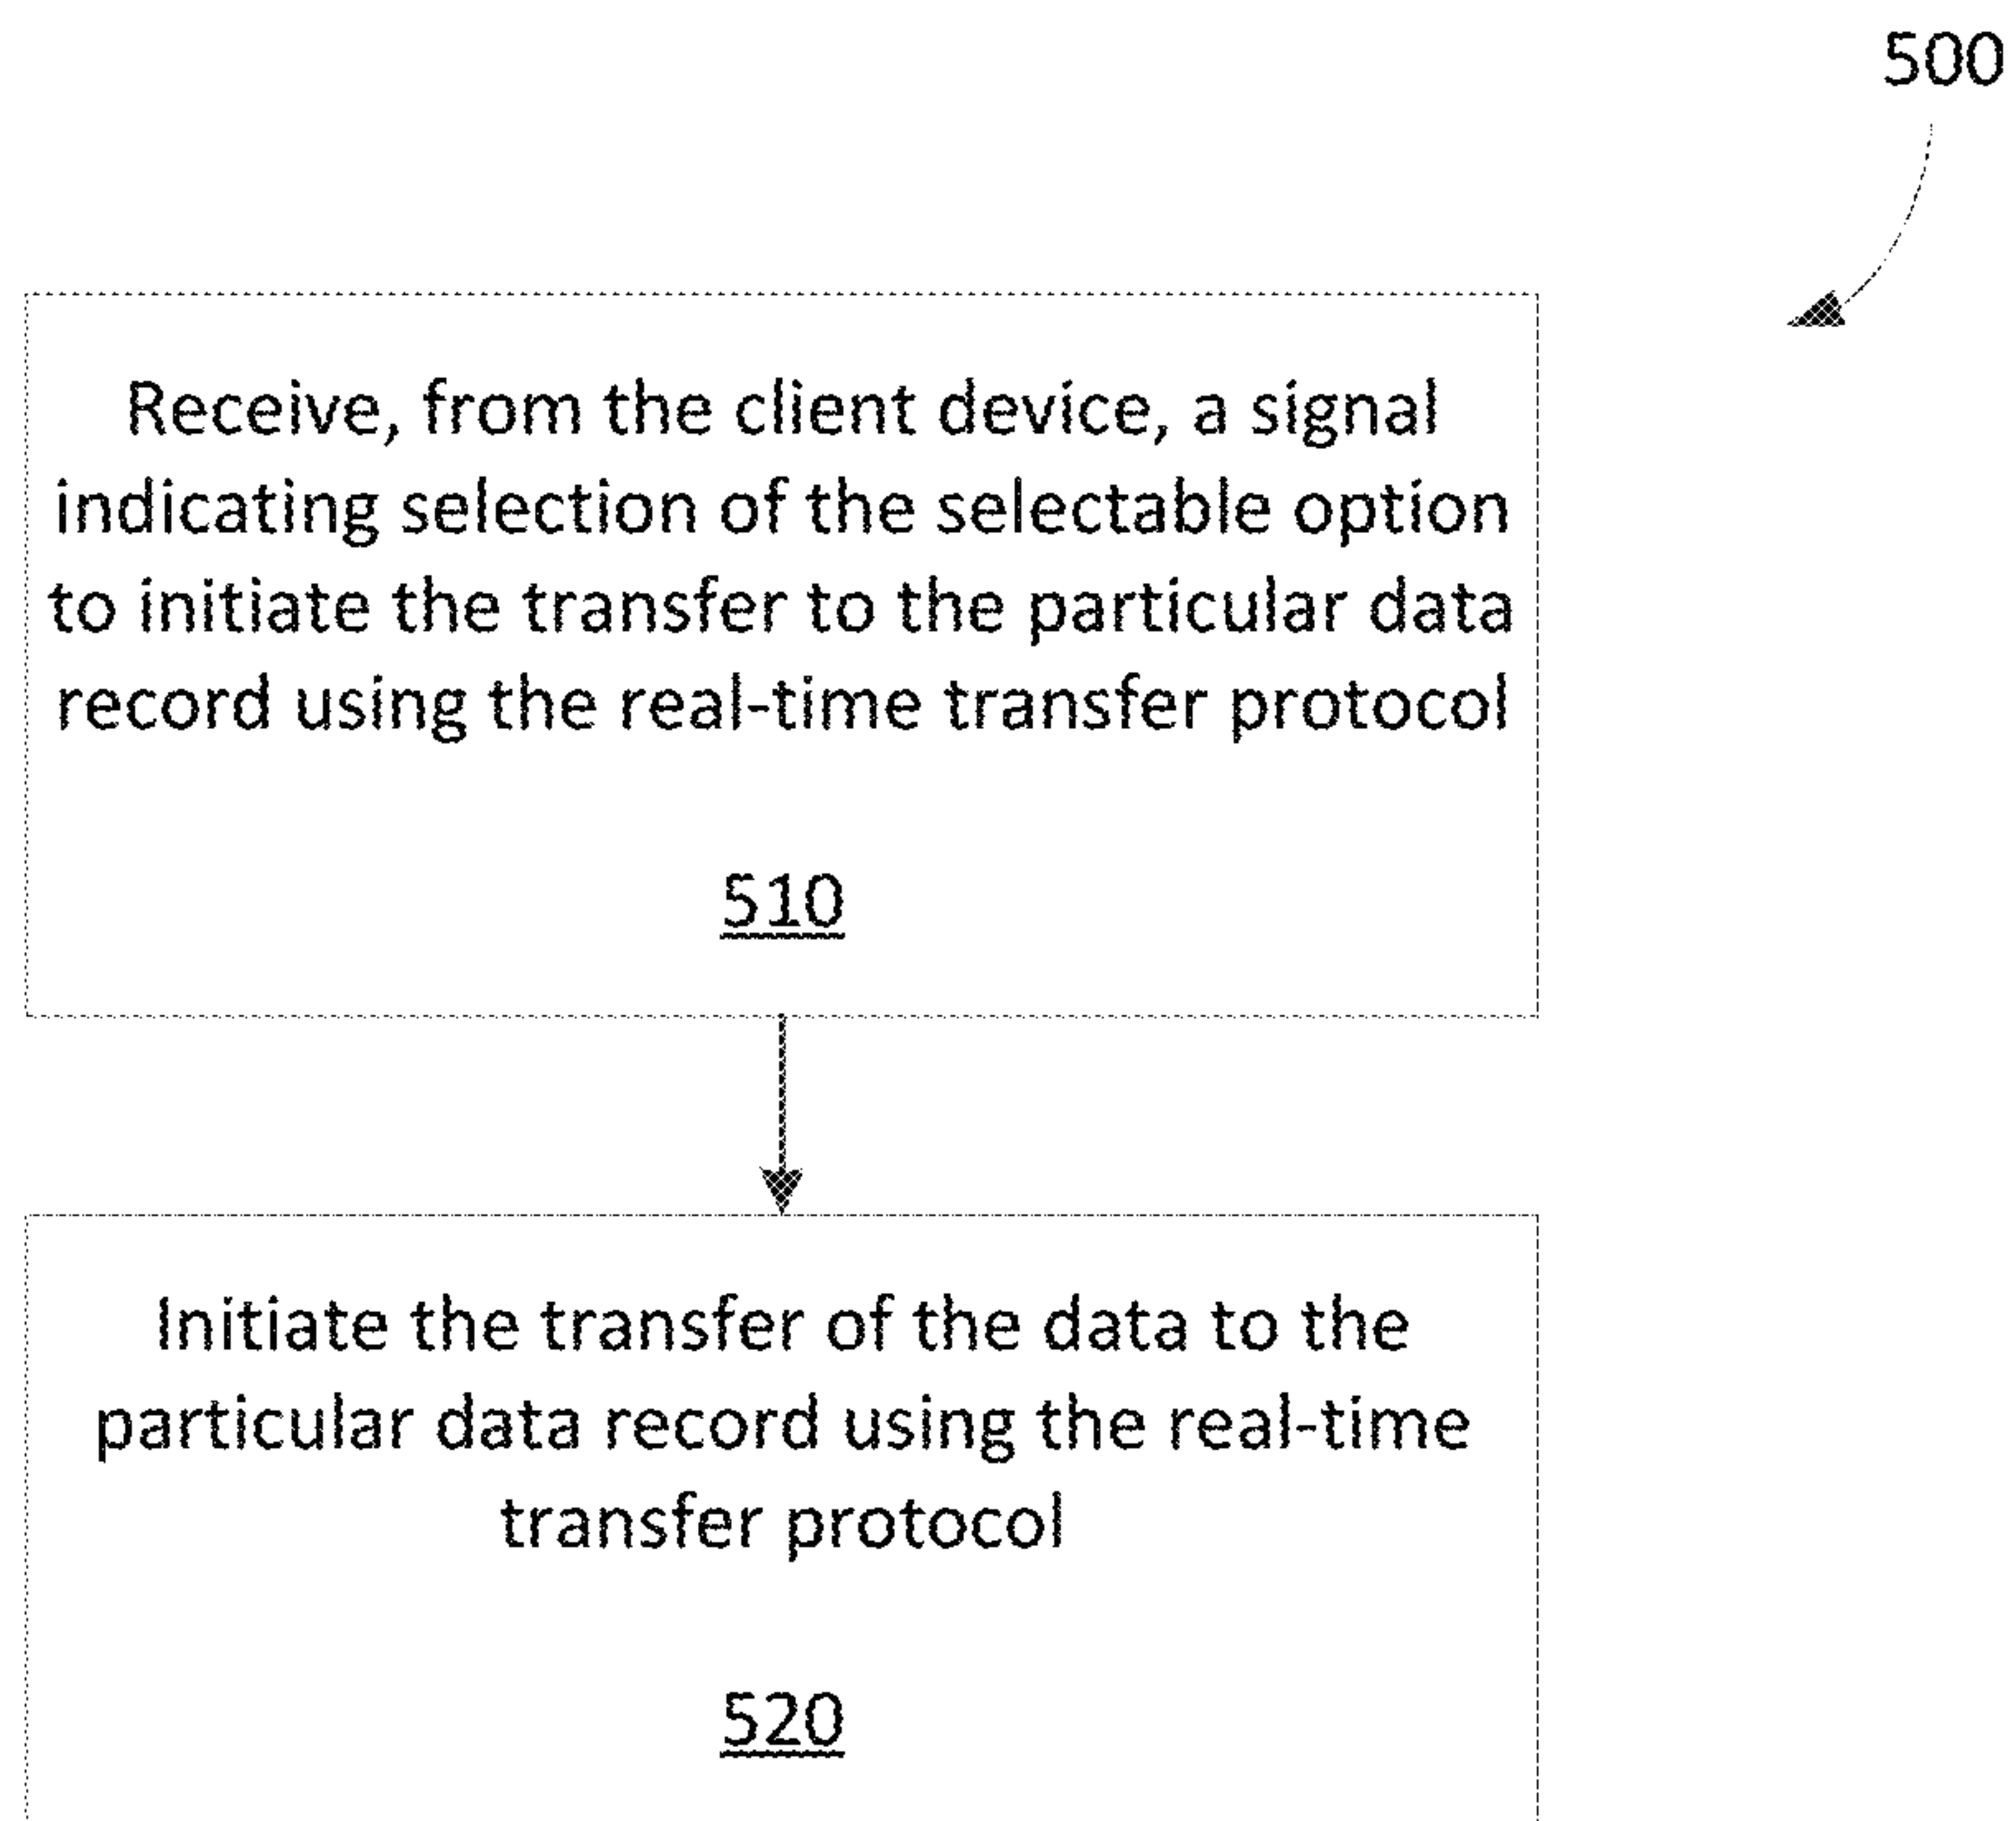 500
Receive, from the client device, a signal
indicating selection of the selectable option
to initiate the transfer to the particular data
record using the real-time transfer protocol
510
Initiate the transfer of the data to the
particular data record using the real-time
transfer protocol
520